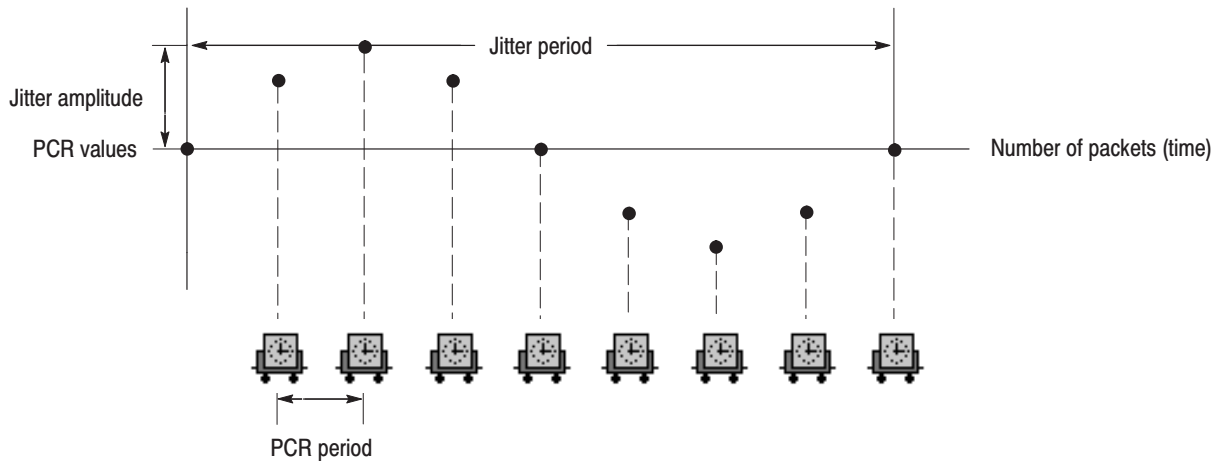 Jitter period
Jitter amplitude
PCR values
Number of packets (time)
PCR period